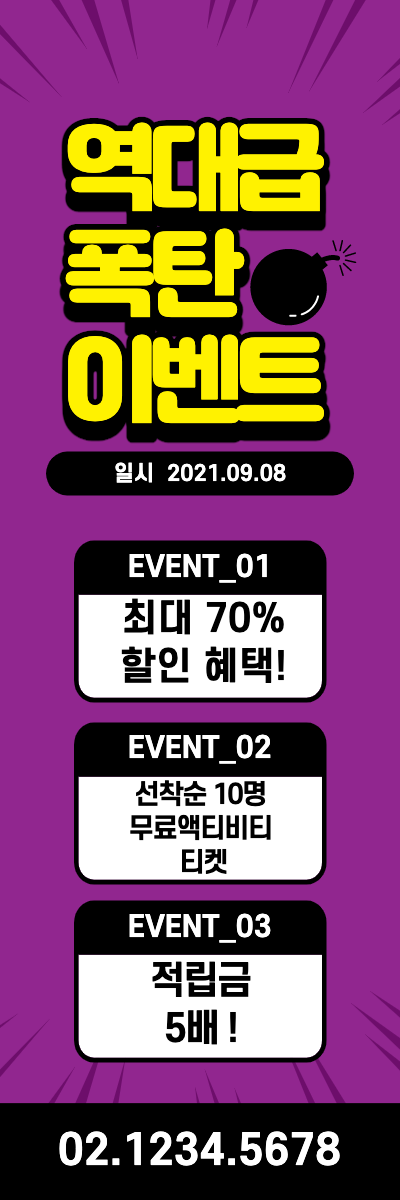 역대급
폭탄
이벤트
일시 2021.09.08
EVENT_01
최대 70%
할인 혜택!
EVENT_02
선착순 10명
무료액티비티
티켓
EVENT_03
적립금
5배 !
02.1234.5678